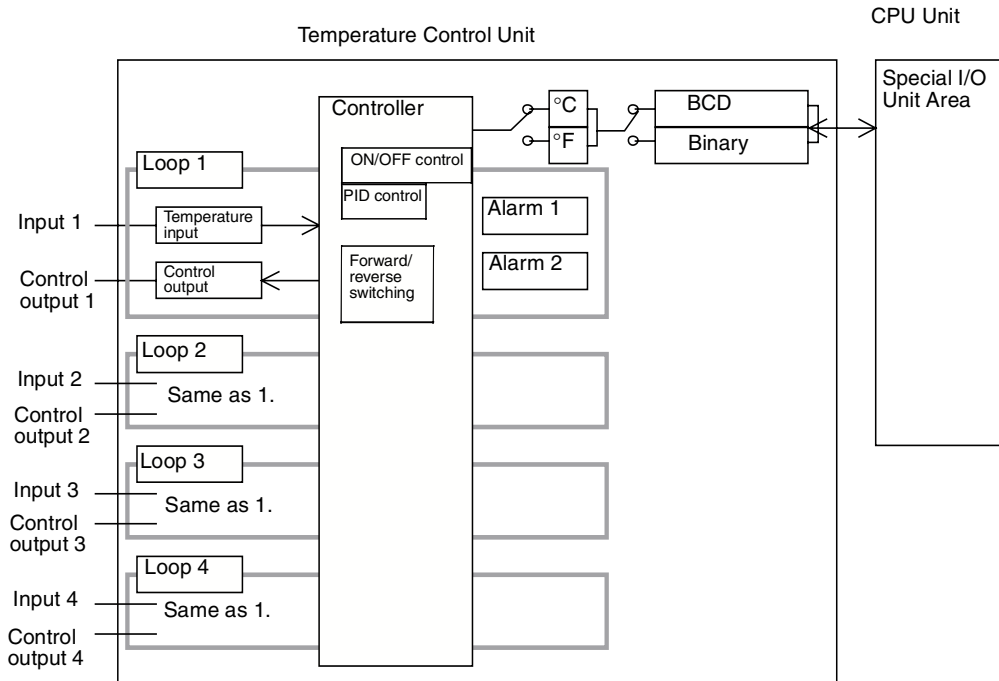 CPU Unit
Temperature Control Unit
Special I/O
Unit Area
Controller
°C
°F
BCD
Binary
ON/OFF control
PID control
Forward/
reverse
switching
Loop 1
Input 1
Temperature
input
Control
output 1
Control
output
Alarm 1
Alarm 2
Loop 2
Input 2
Same as 1.
Control
output 2
Loop 3
Input 3
Same as 1.
Control
output 3
Loop 4
Input 4
Same as 1.
Control
output 4